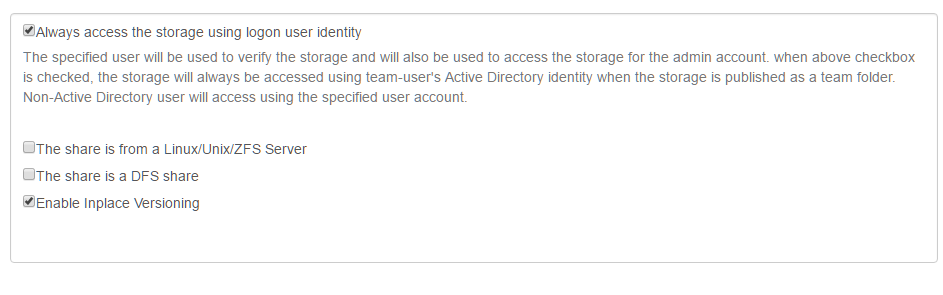 Always access the storage using logon user identity
The specified user will be used to verify the storage and will also be used to access the storage for the admin account. when above checkbox
is checked, the storage will always be accessed using team-user's Active Directory identity when the storage is published as a team folder.
Non-Active Directory user will access using the specified user account.
The share is from a Linux/Unix/ZFS Server
The share is a DFS share
Enable Inplace Versioning